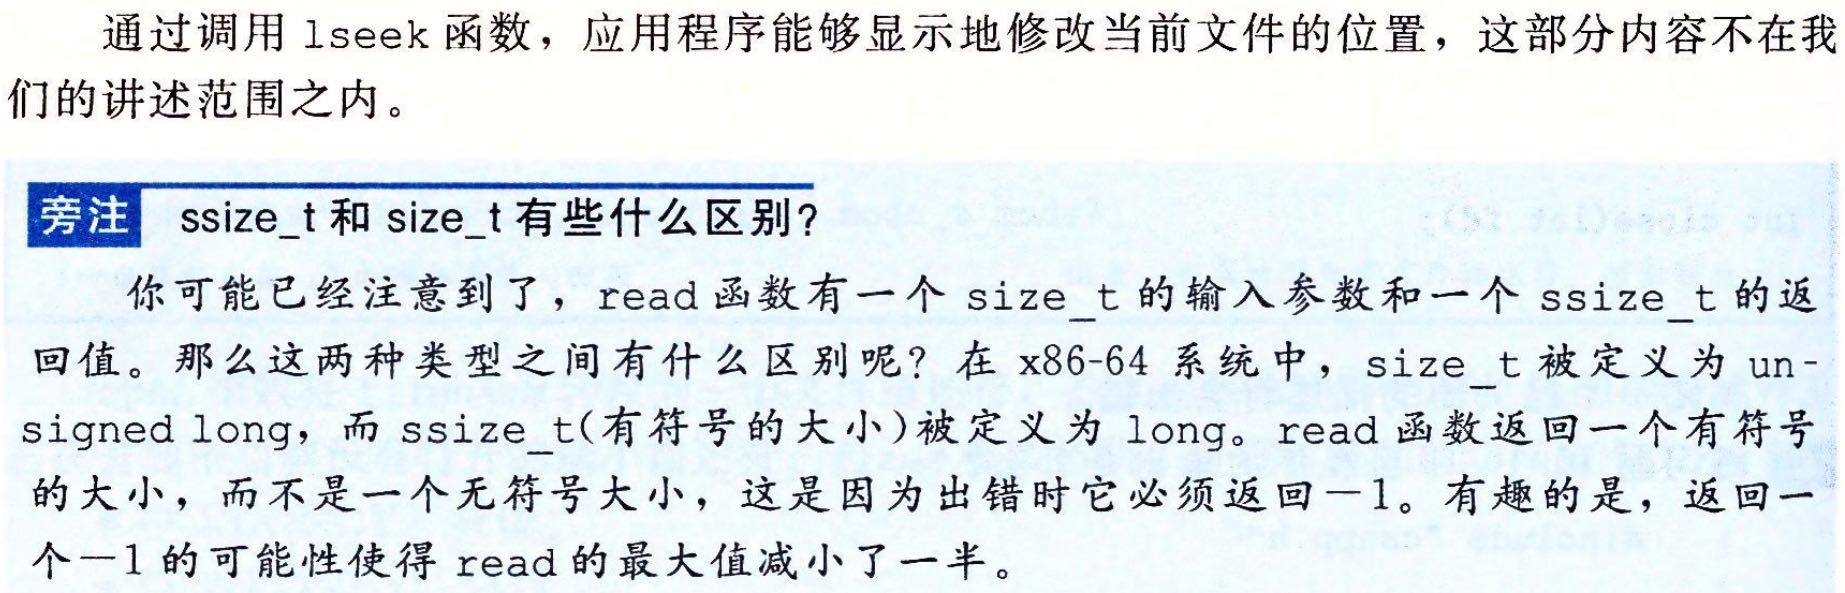 通过调用 lseek 函数，应用程序能够显示地修改当前文件的位置，这部分内容不在我
们的讲述范围之内。
旁注 ssize_t 和 size_t 有些什么区别？
你可能已经注意到了，read 函数有一个 size_t 的输入参数和一个 ssize_t 的返
回值。那么这两种类型之间有什么区别呢？在 x86-64 系统中，size_t 被定义为 un-
signed long，而 ssize_t(有符号的大小)被定义为 long。read 函数返回一个有符号
的大小，而不是一个无符号大小，这是因为出错时它必须返回－1。有趣的是，返回一
个－1 的可能性使得 read 的最大值减小了一半。